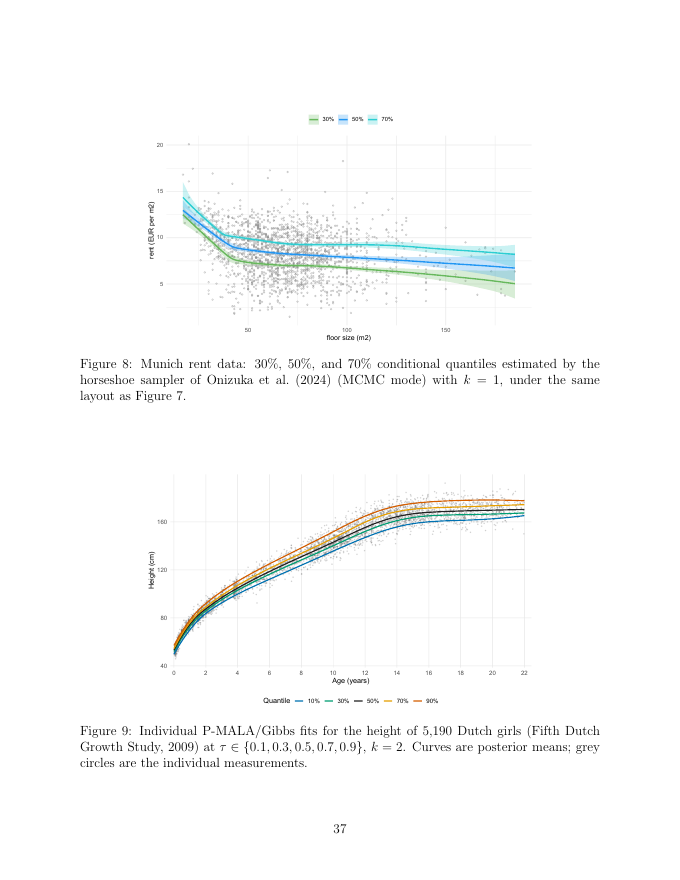 30% 50% 70%
20
15
10
5
rent (EUR per m2)
50 100 150
floor size (m2)
Figure 8: Munich rent data: 30%, 50%, and 70% conditional quantiles estimated by the
horseshoe sampler of Onizuka et al. (2024) (MCMC mode) with k = 1, under the same
layout as Figure 7.
160
120
80
40
Height (cm)
0 2 4 6 8 10 12 14 16 18 20 22
Age (years)
Quantile 10% 30% 50% 70% 90%
Figure 9: Individual P-MALA/Gibbs fits for the height of 5,190 Dutch girls (Fifth Dutch
Growth Study, 2009) at τ ∈ {0.1, 0.3, 0.5, 0.7, 0.9}, k = 2. Curves are posterior means; grey
circles are the individual measurements.
37